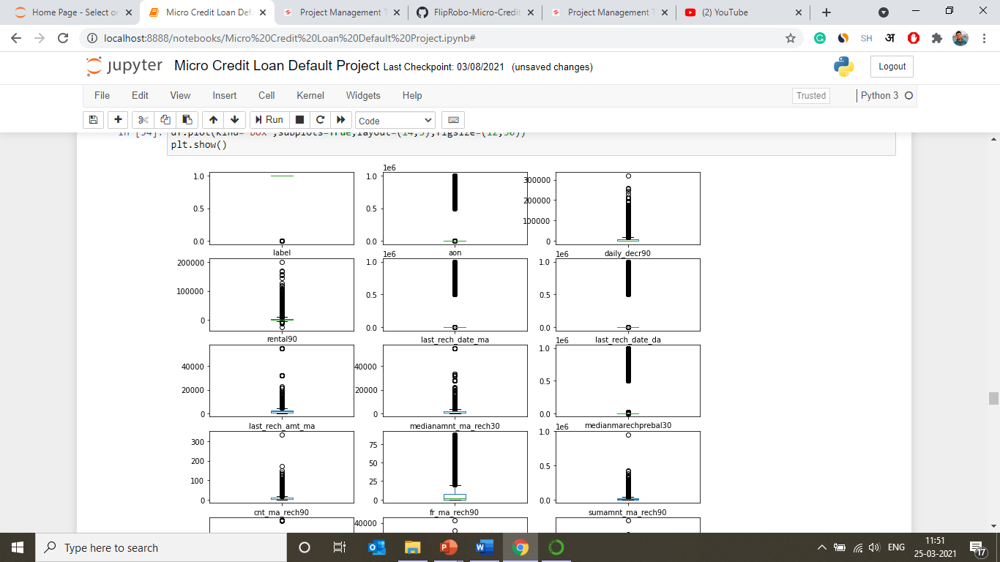 Home Page - Select or
Micro Credit Loan Defa
Project Management T
FlipRobo-Micro-Credit
Project Management T
(2) YouTube
localhost:8888/notebooks/Micro%20Credit%20Loan%20Default%20Project.ipynb#
SH
अ
jupyter Micro Credit Loan Default Project Last Checkpoint: 03/08/2021 (unsaved changes)
Logout
File Edit View Insert Cell Kernel Widgets Help
Trusted
Python 3
Run
Code
In [54]: df.plot(kind='box',subplots=True,layout=(14,3),figsize=(12,30))
plt.show()
1.0
0.5
0.0
label
1e6
1.0
0.5
0.0
aon
300000
200000
100000
0
daily_decr90
200000
100000
0
rental90
1e6
1.0
0.5
0.0
last_rech_date_ma
1e6
1.0
0.5
0.0
last_rech_date_da
40000
20000
0
last_rech_amt_ma
40000
20000
0
medianamnt_ma_rech30
1e6
1.0
0.5
0.0
medianmarechprebal30
300
200
100
0
cnt_ma_rech90
75
50
25
0
fr_ma_rech90
1e6
1.0
0.5
0.0
sumamnt_ma_rech90
40000
Type here to search
ENG
11:51
25-03-2021
17